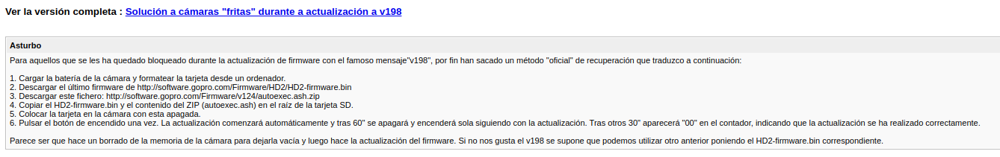 Ver la versión completa : Solución a cámaras "fritas" durante a actualización a v198
Asturbo
Para aquellos que se les ha quedado bloqueado durante la actualización de firmware con el famoso mensaje"v198", por fin han sacado un método "oficial" de recuperación que traduzco a continuación:
1. Cargar la batería de la cámara y formatear la tarjeta desde un ordenador.
2. Descargar el último firmware de http://software.gopro.com/Firmware/HD2/HD2-firmware.bin
3. Descargar este fichero: http://software.gopro.com/Firmware/v124/autoexec.ash.zip
4. Copiar el HD2-firmware.bin y el contenido del ZIP (autoexec.ash) en el raíz de la tarjeta SD.
5. Colocar la tarjeta en la cámara con esta apagada.
6. Pulsar el botón de encendido una vez. La actualización comenzará automáticamente y tras 60" se apagará y encenderá sola siguiendo con la actualización. Tras otros 30" aparecerá "00" en el contador, indicando que la actualización se ha realizado correctamente.
Parece ser que hace un borrado de la memoria de la cámara para dejarla vacía y luego hace la actualización del firmware. Si no nos gusta el v198 se supone que podemos utilizar otro anterior poniendo el HD2-firmware.bin correspondiente.